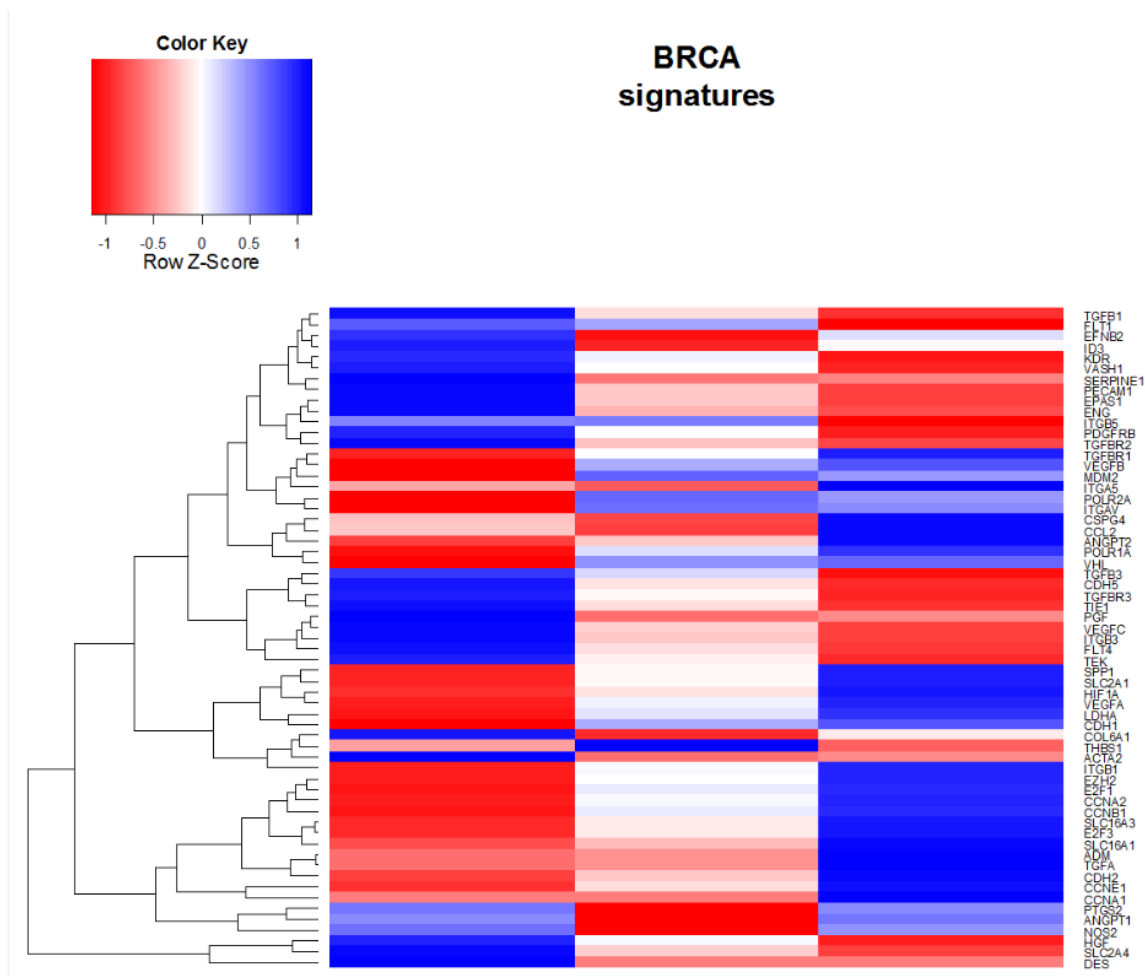 Color Key
BRCA
signatures
-1 -0.5 0 0.5 1
Row Z-Score
TGFB1
FLT1
EFNB2
ID3
KDR
VASH1
SERPINE1
PECAM1
EPAS1
ENG
ITGB5
PDGFRB
TGFBR2
TGFBR1
VEGFB
MDM2
ITGA5
POLR2A
ITGAV
CSPG4
CCL2
ANGPT2
POLR1A
VHL
TGFB3
CDH5
TGFBR3
TIE1
PGF
VEGFC
ITGB3
FLT4
TEK
SPP1
SLC2A1
HIF1A
VEGFA
LDHA
CDH1
COL6A1
THBS1
ACTA2
ITGB1
EZH2
E2F1
CCNA2
CCNB1
SLC16A3
E2F3
SLC16A1
ADM
TGFA
CDH2
CCNE1
CCNA1
PTGS2
ANGPT1
NOS2
HGF
SLC2A4
DES